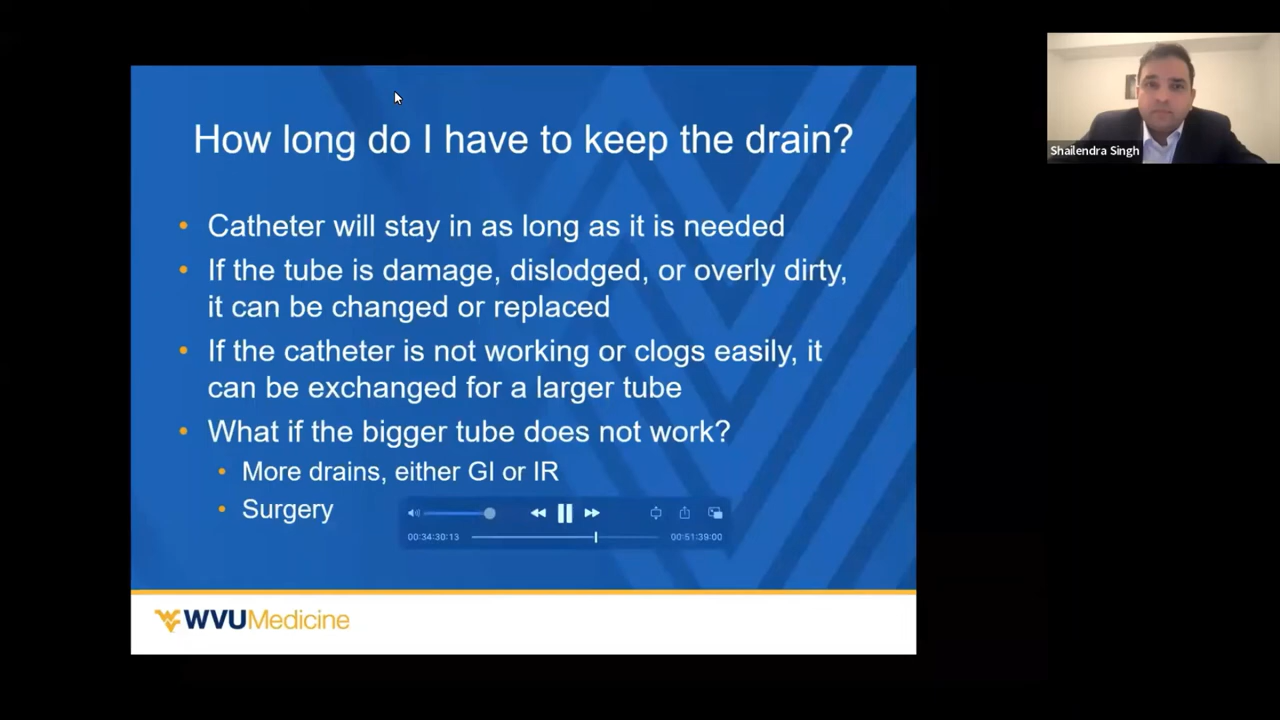 How long do I have to keep the drain?
• Catheter will stay in as long as it is needed
• If the tube is damage, dislodged, or overly dirty,
it can be changed or replaced
• If the catheter is not working or clogs easily, it
can be exchanged for a larger tube
• What if the bigger tube does not work?
• More drains, either GI or IR
• Surgery
00:34:30:13
00:51:39:00
WVUMedicine
Shailendra Singh